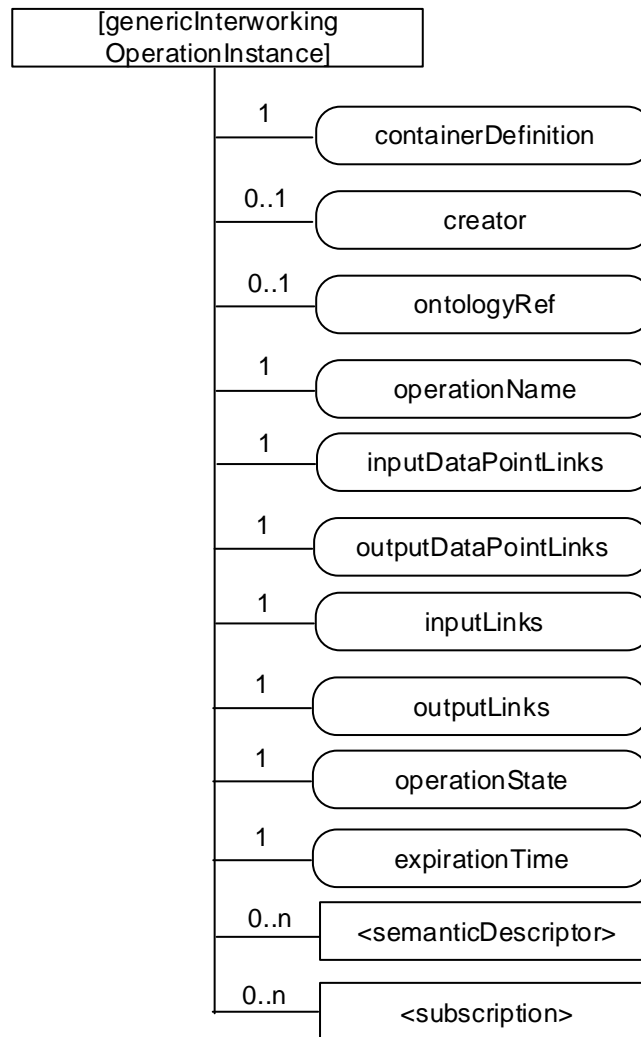 [genericInterworking
OperationInstance]
1
containerDefinition
0..1
creator
0..1
ontologyRef
1
operationName
1
inputDataPointLinks
1
outputDataPointLinks
1
inputLinks
1
outputLinks
1
operationState
1
expirationTime
0..n
<semanticDescriptor>
0..n
<subscription>